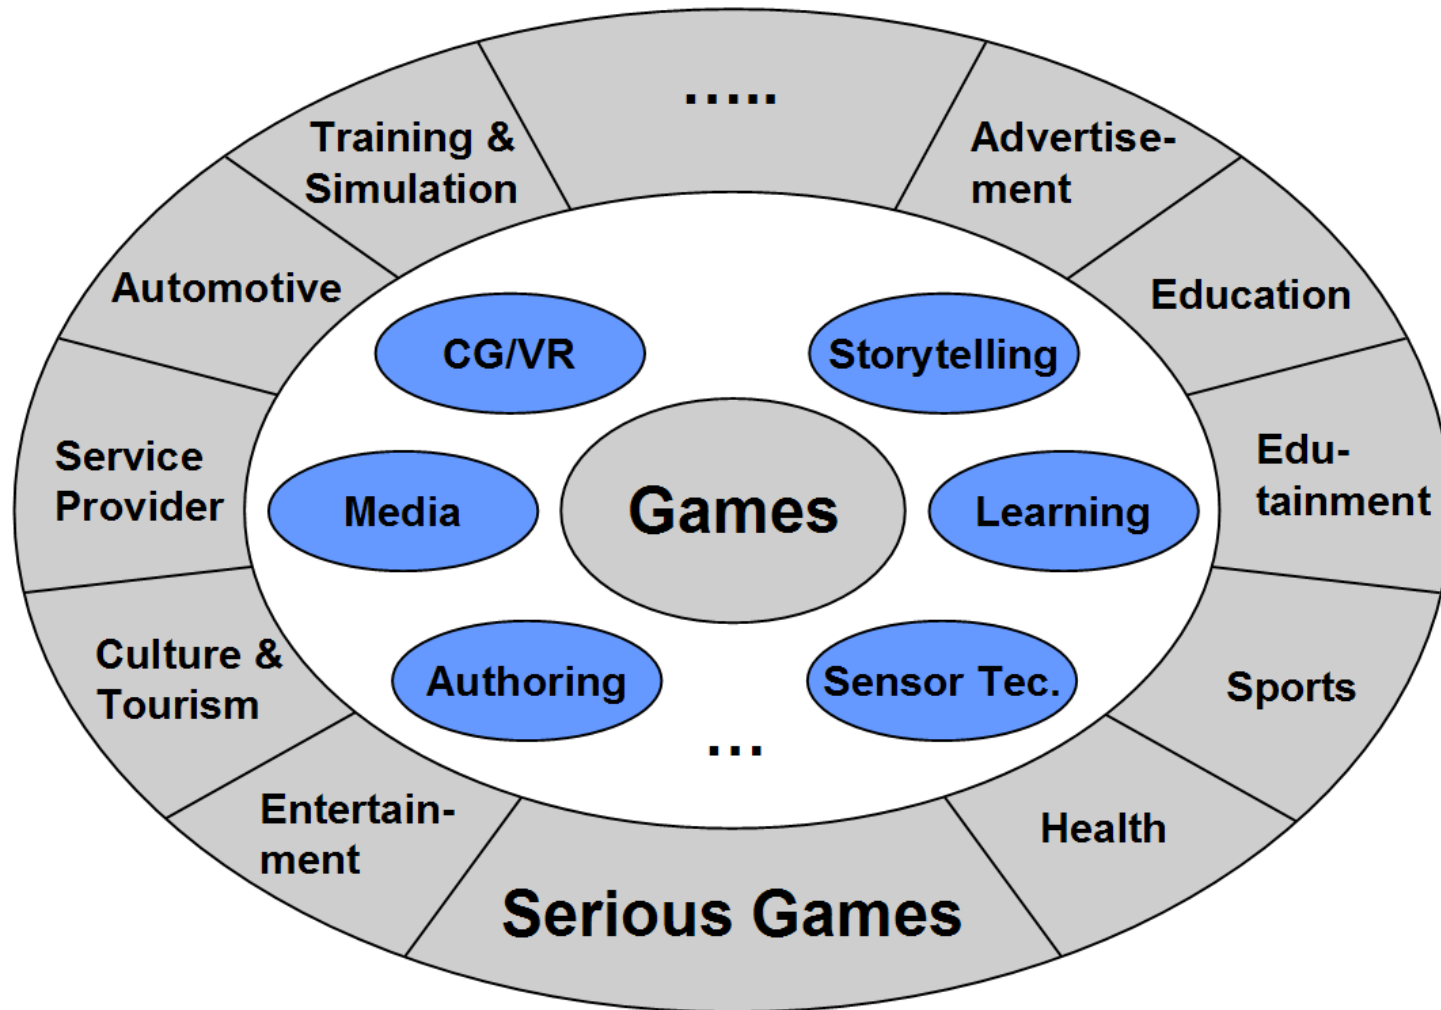 .....
Training &
Simulation
Advertise-
ment
Automotive
Education
CG/VR
Storytelling
Service
Provider
Media
Games
Learning
Edu-
tainment
Culture &
Tourism
Authoring
Sensor Tec.
Sports
...
Entertain-
ment
Health
Serious Games